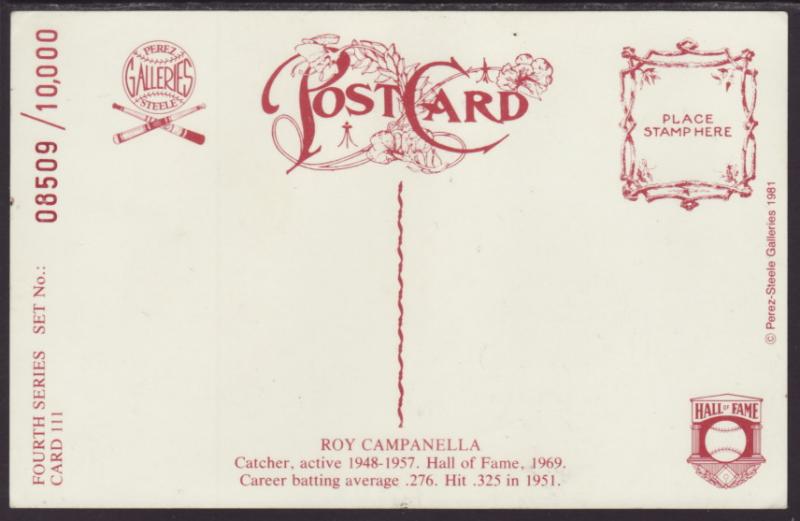 08509 / 10,000
FOURTH SERIES SET No.:
CARD 111
PEREZ
GALLERIES
STEELE
POSTCARD
PLACE
STAMP HERE
© Perez-Steele Galleries 1981
HALL OF FAME
ROY CAMPANELLA
Catcher, active 1948-1957. Hall of Fame, 1969.
Career batting average .276. Hit .325 in 1951.